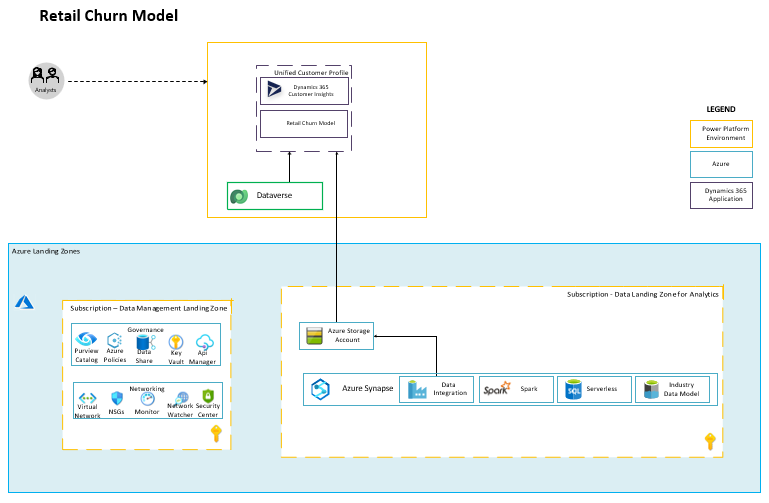 Retail Churn Model
Unified Customer Profile
Dynamics 365
Customer Insights
Retail Churn Model
Analysts
Dataverse
LEGEND
Power Platform
Environment
Azure
Dynamics 365
Application
Azure Landing Zones
Subscription – Data Management Landing Zone
Governance
Purview
Catalog
Azure
Policies
Data
Share
Key
Vault
Api
Manager
Networking
Virtual
Network
NSGs
Monitor
Network
Watcher
Security
Center
Subscription - Data Landing Zone for Analytics
Azure Storage
Account
Azure Synapse
Data
Integration
Spark
Spark
SQL
Serverless
Industry
Data Model